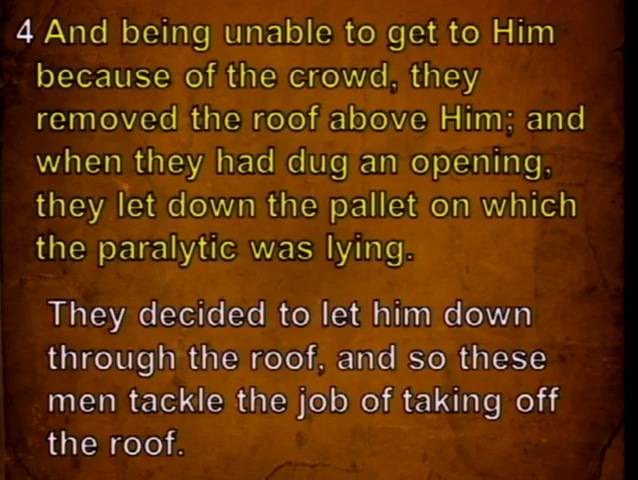 4 And being unable to get to Him
because of the crowd, they
removed the roof above Him; and
when they had dug an opening,
they let down the pallet on which
the paralytic was lying.
They decided to let him down
through the roof, and so these
men tackle the job of taking off
the roof.